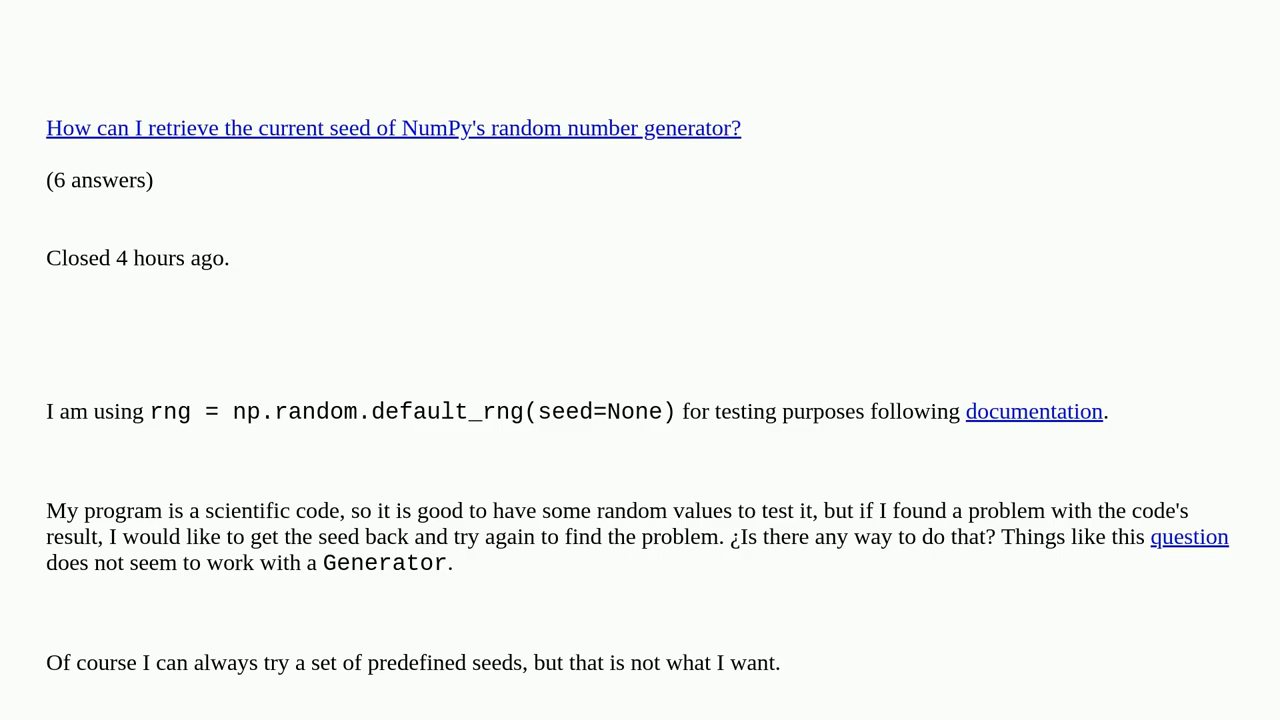 How can I retrieve the current seed of NumPy's random number generator?
(6 answers)
Closed 4 hours ago.
I am using rng = np.random.default_rng(seed=None) for testing purposes following documentation.
My program is a scientific code, so it is good to have some random values to test it, but if I found a problem with the code's
result, I would like to get the seed back and try again to find the problem. ¿Is there any way to do that? Things like this question
does not seem to work with a Generator.
Of course I can always try a set of predefined seeds, but that is not what I want.